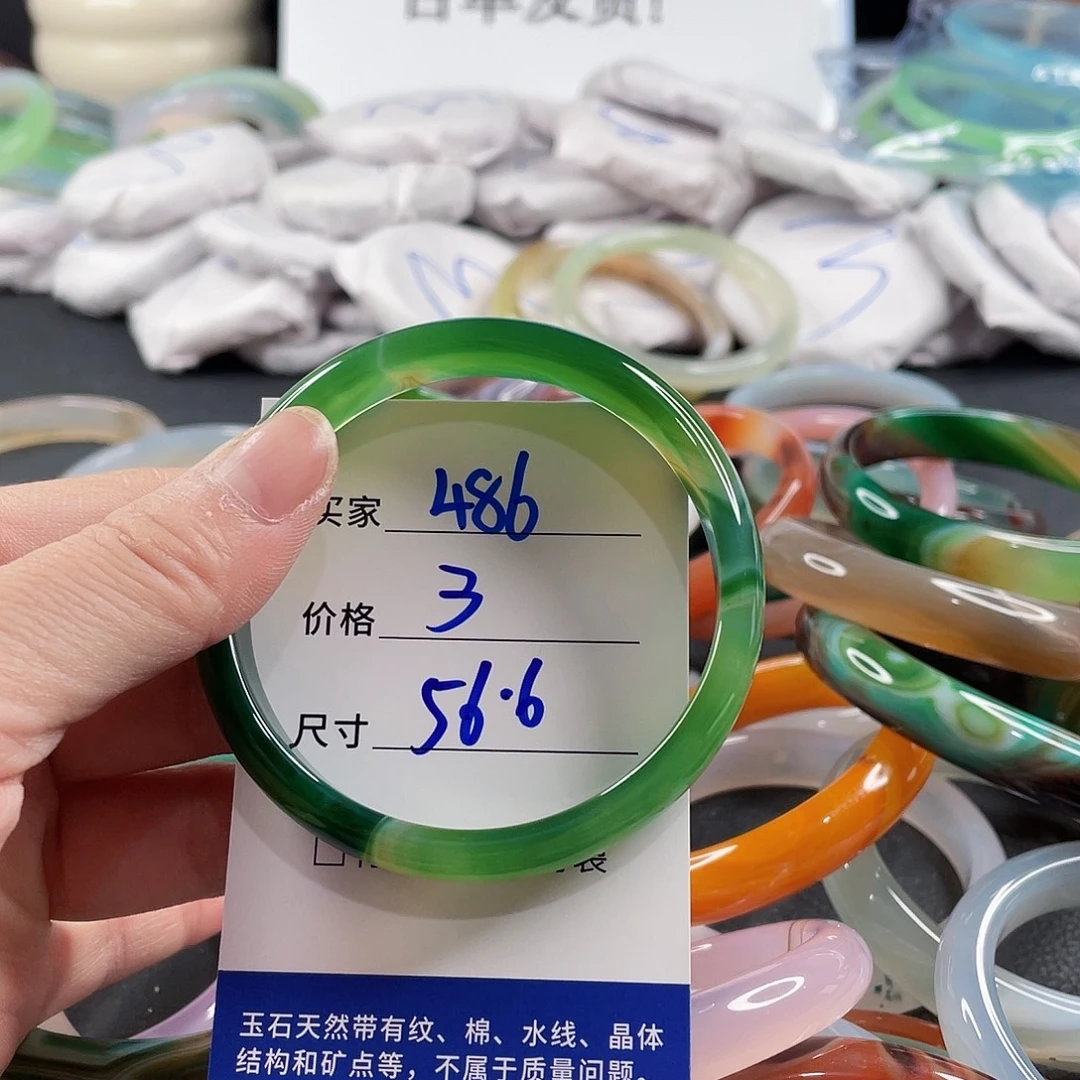 买家 486
价格 3
尺寸 56.6
玉石天然带有纹、棉、水线、晶体
结构和矿点等，不属于质量问题。